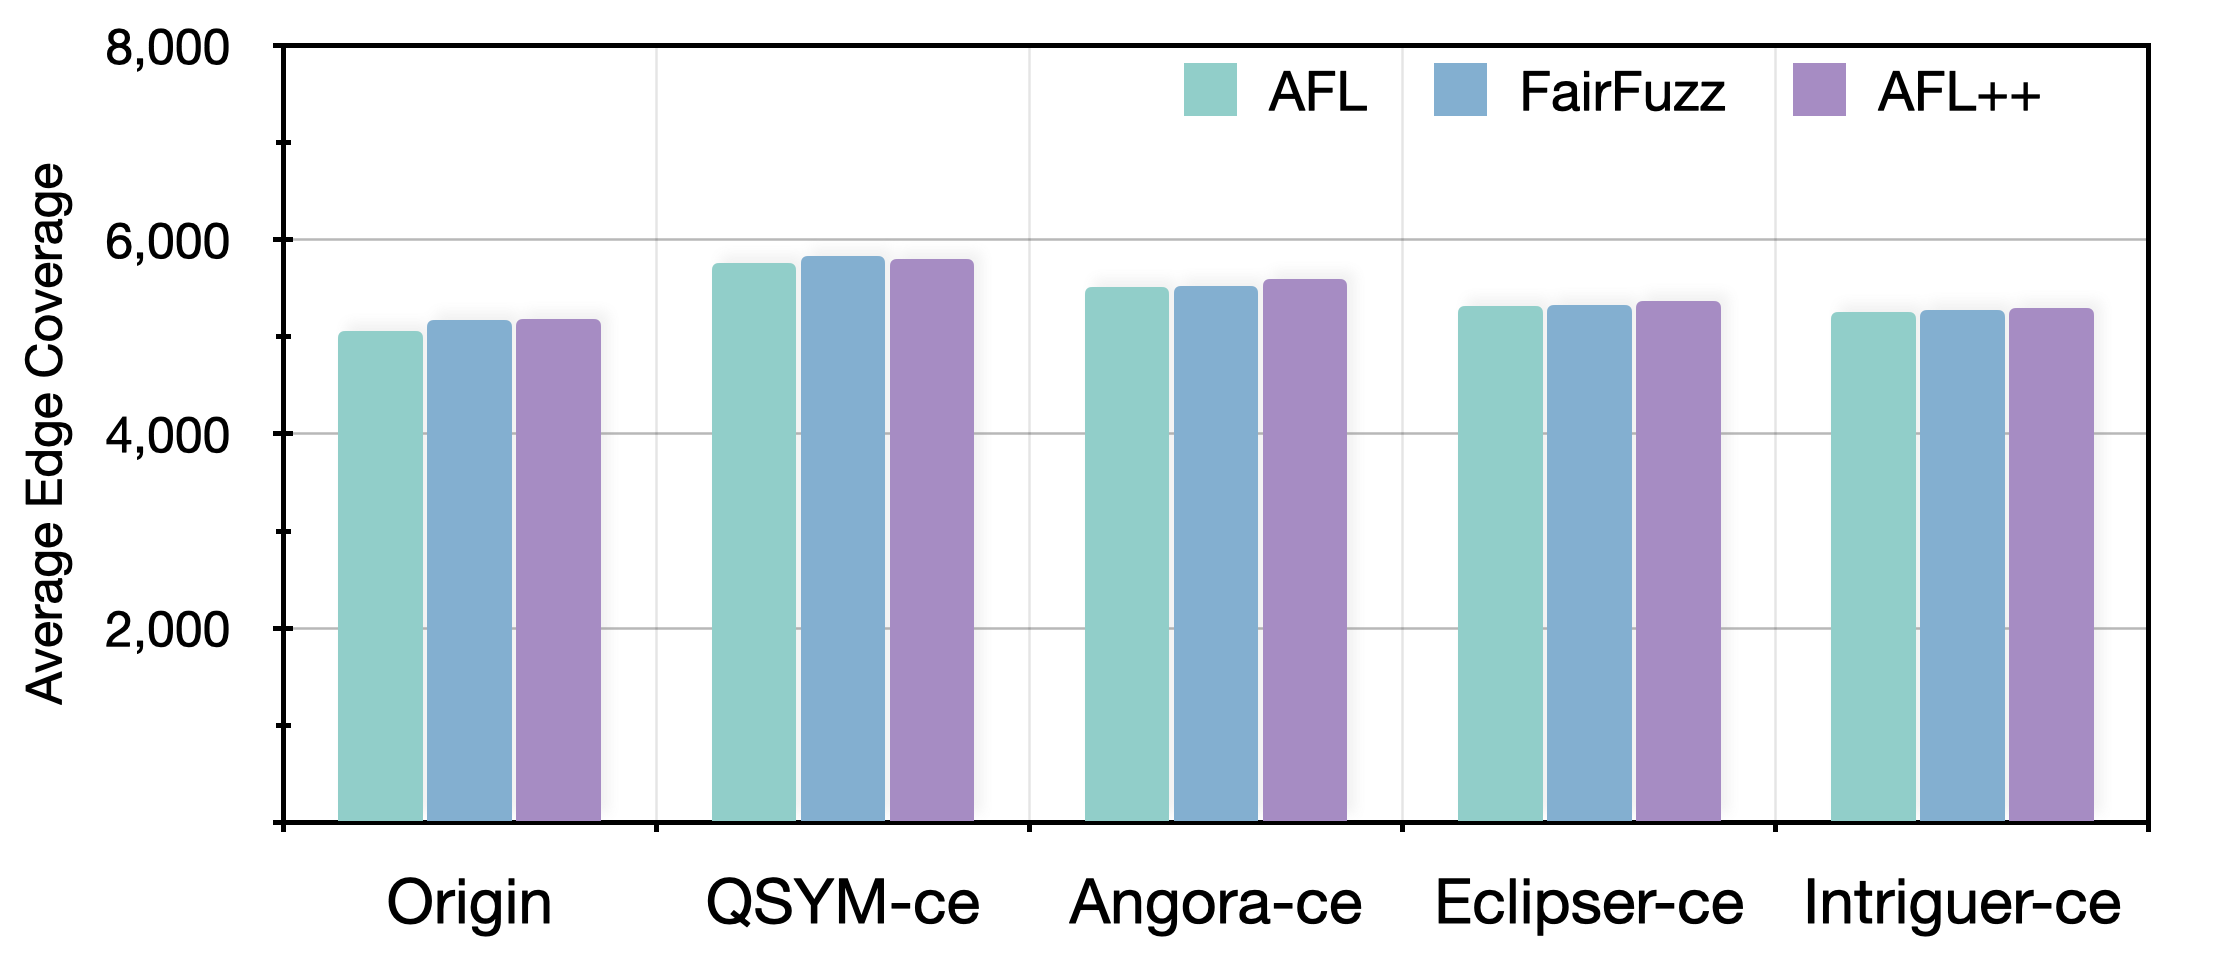 8,000
AFL FairFuzz AFL++
6,000
4,000
2,000
Average Edge Coverage
Origin QSYM-ce Angora-ce Eclipser-ce Intriguer-ce